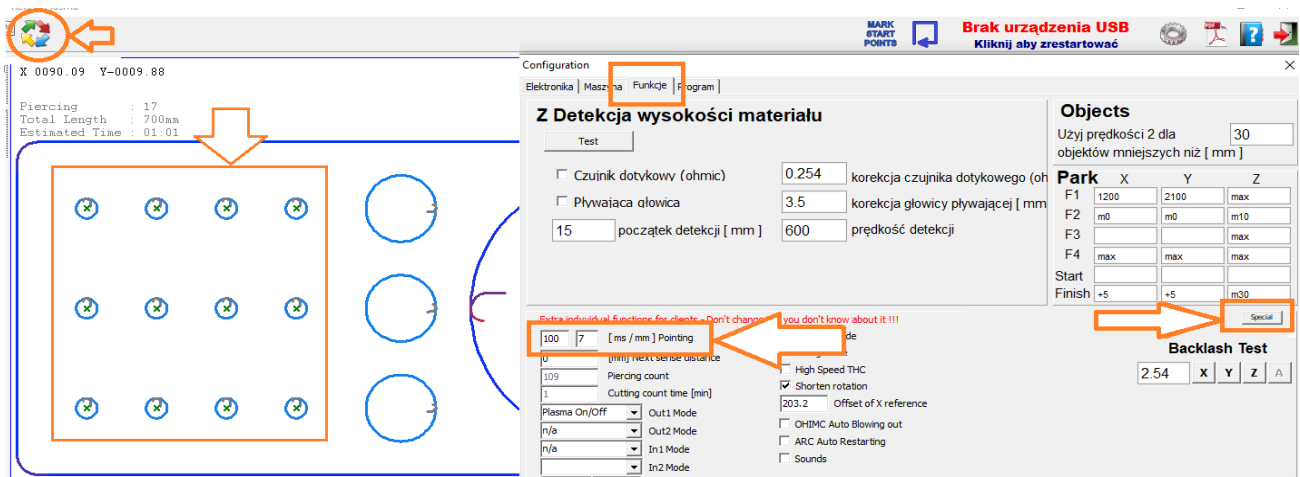 MARK
START
POINTS
Brak urządzenia USB
Kliknij aby zrestartować
X 0090.09 Y-0009.88
Piercing : 17
Total Length : 700mm
Estimated Time : 01:01
Configuration
Elektronika Maszyna Funkcje Program
Z Detekcja wysokości materiału
Test
Czujnik dotykowy (ohmic)
0.254 korekcja czujnika dotykowego (oh
Pływająca głowica
3.5 korekcja głowicy pływającej [ mm
15 początek detekcji [ mm ]
600 prędkość detekcji
Objects
Użyj prędkości 2 dla
objektów mniejszych niż [ mm ]
30
Park X Y Z
F1 1200 2100 max
F2 m0 m0 m10
F3 max
F4 max max max
Start
Finish +5 +5 m30
Special
Backlash Test
2.54 X Y Z A
Extra indyvidual functions for clients - Don't change you don't know about it !!!
100 7 [ ms / mm ] Pointing
0 [mm] Next sense distance
109 Piercing count
1 Cutting count time [min]
Plasma On/Off Out1 Mode
n/a Out2 Mode
n/a In1 Mode
In2 Mode
de
High Speed THC
Shorten rotation
203.2 Offset of X reference
OHIMC Auto Blowing out
ARC Auto Restarting
Sounds